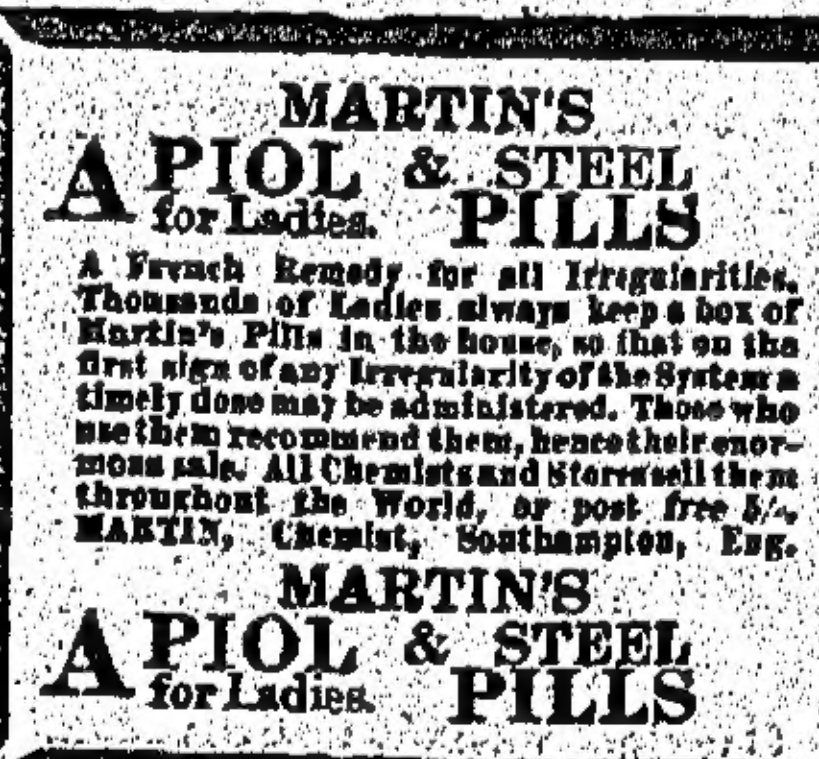 MARTIN'S
APIOL & STEEL
for Ladies. PILLS
A French Remedy for all Irregularities.
Thousands of Ladies always keep a box of
Martin's Pills in the house, so that on the
first sign of any Irregularity of the System a
timely dose may be administered. Those who
use them recommend them, hence their enor-
mous sale. All Chemists and Stores sell them
throughout the World, or post free 5/-.
MARTIN, Chemist, Southampton, Eng.
MARTIN'S
APIOL & STEEL
for Ladies. PILLS